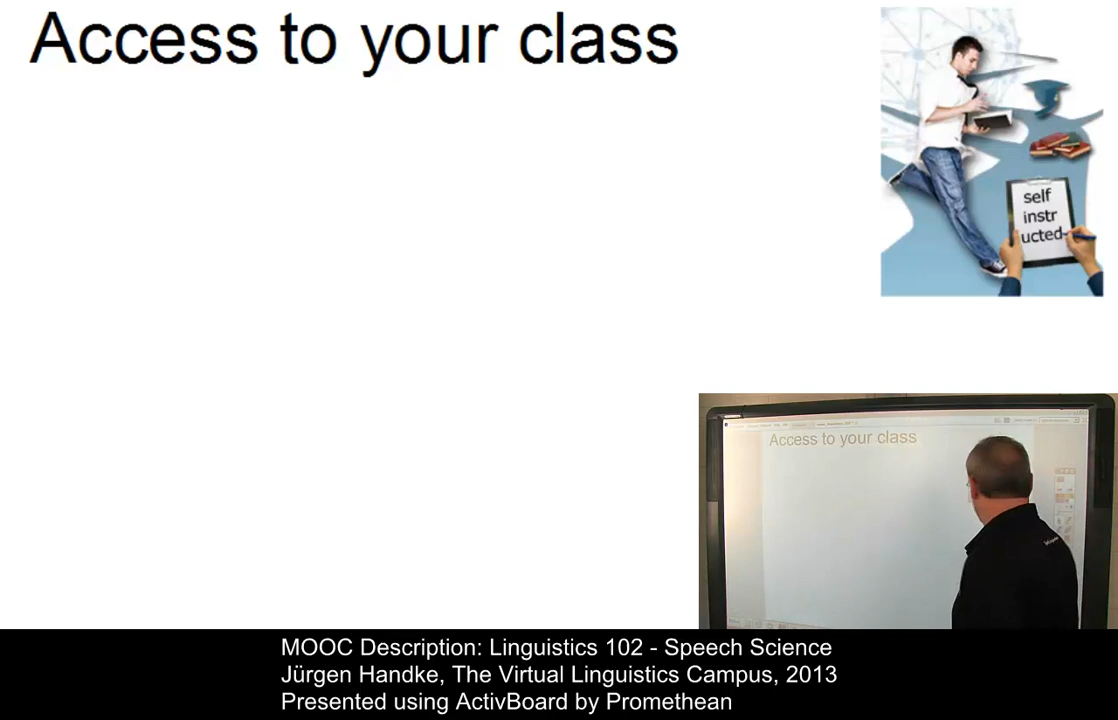 Access to your class
self
instr
ucted
Access to your class
MOOC Description: Linguistics 102 - Speech Science
Jürgen Handke, The Virtual Linguistics Campus, 2013
Presented using ActivBoard by Promethean